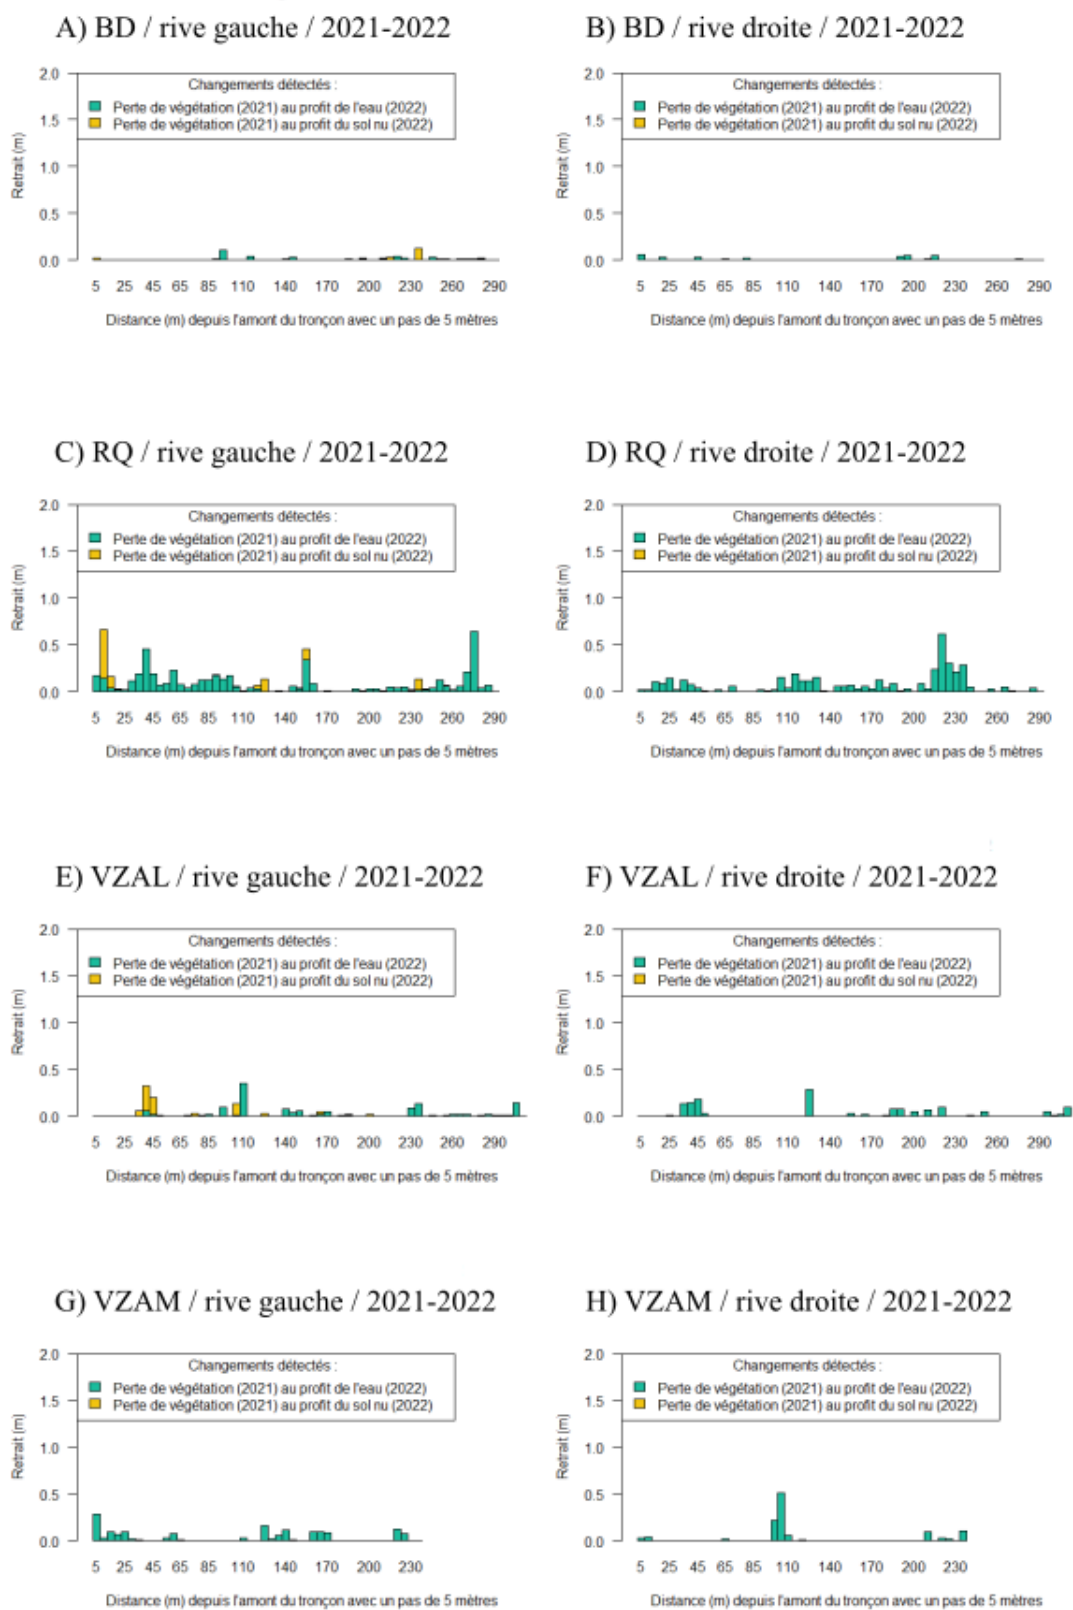 A) BD / rive gauche / 2021-2022
2.0
1.5
1.0
0.5
0.0
Retrait (m)
Changements détectés :
Perte de végétation (2021) au profit de l'eau (2022)
Perte de végétation (2021) au profit du sol nu (2022)
5 25 45 65 85 110 140 170 200 230 260 290
Distance (m) depuis l'amont du tronçon avec un pas de 5 mètres
B) BD / rive droite / 2021-2022
2.0
1.5
1.0
0.5
0.0
Retrait (m)
Changements détectés :
Perte de végétation (2021) au profit de l'eau (2022)
Perte de végétation (2021) au profit du sol nu (2022)
5 25 45 65 85 110 140 170 200 230 260 290
Distance (m) depuis l'amont du tronçon avec un pas de 5 mètres
C) RQ / rive gauche / 2021-2022
2.0
1.5
1.0
0.5
0.0
Retrait (m)
Changements détectés :
Perte de végétation (2021) au profit de l'eau (2022)
Perte de végétation (2021) au profit du sol nu (2022)
5 25 45 65 85 110 140 170 200 230 260 290
Distance (m) depuis l'amont du tronçon avec un pas de 5 mètres
D) RQ / rive droite / 2021-2022
2.0
1.5
1.0
0.5
0.0
Retrait (m)
Changements détectés :
Perte de végétation (2021) au profit de l'eau (2022)
Perte de végétation (2021) au profit du sol nu (2022)
5 25 45 65 85 110 140 170 200 230 260 290
Distance (m) depuis l'amont du tronçon avec un pas de 5 mètres
E) VZAL / rive gauche / 2021-2022
2.0
1.5
1.0
0.5
0.0
Retrait (m)
Changements détectés :
Perte de végétation (2021) au profit de l'eau (2022)
Perte de végétation (2021) au profit du sol nu (2022)
5 25 45 65 85 110 140 170 200 230 260 290
Distance (m) depuis l'amont du tronçon avec un pas de 5 mètres
F) VZAL / rive droite / 2021-2022
2.0
1.5
1.0
0.5
0.0
Retrait (m)
Changements détectés :
Perte de végétation (2021) au profit de l'eau (2022)
Perte de végétation (2021) au profit du sol nu (2022)
5 25 45 65 85 110 140 170 200 230 260 290
Distance (m) depuis l'amont du tronçon avec un pas de 5 mètres
G) VZAM / rive gauche / 2021-2022
2.0
1.5
1.0
0.5
0.0
Retrait (m)
Changements détectés :
Perte de végétation (2021) au profit de l'eau (2022)
Perte de végétation (2021) au profit du sol nu (2022)
5 25 45 65 85 110 140 170 200 230
Distance (m) depuis l'amont du tronçon avec un pas de 5 mètres
H) VZAM / rive droite / 2021-2022
2.0
1.5
1.0
0.5
0.0
Retrait (m)
Changements détectés :
Perte de végétation (2021) au profit de l'eau (2022)
Perte de végétation (2021) au profit du sol nu (2022)
5 25 45 65 85 110 140 170 200 230
Distance (m) depuis l'amont du tronçon avec un pas de 5 mètres